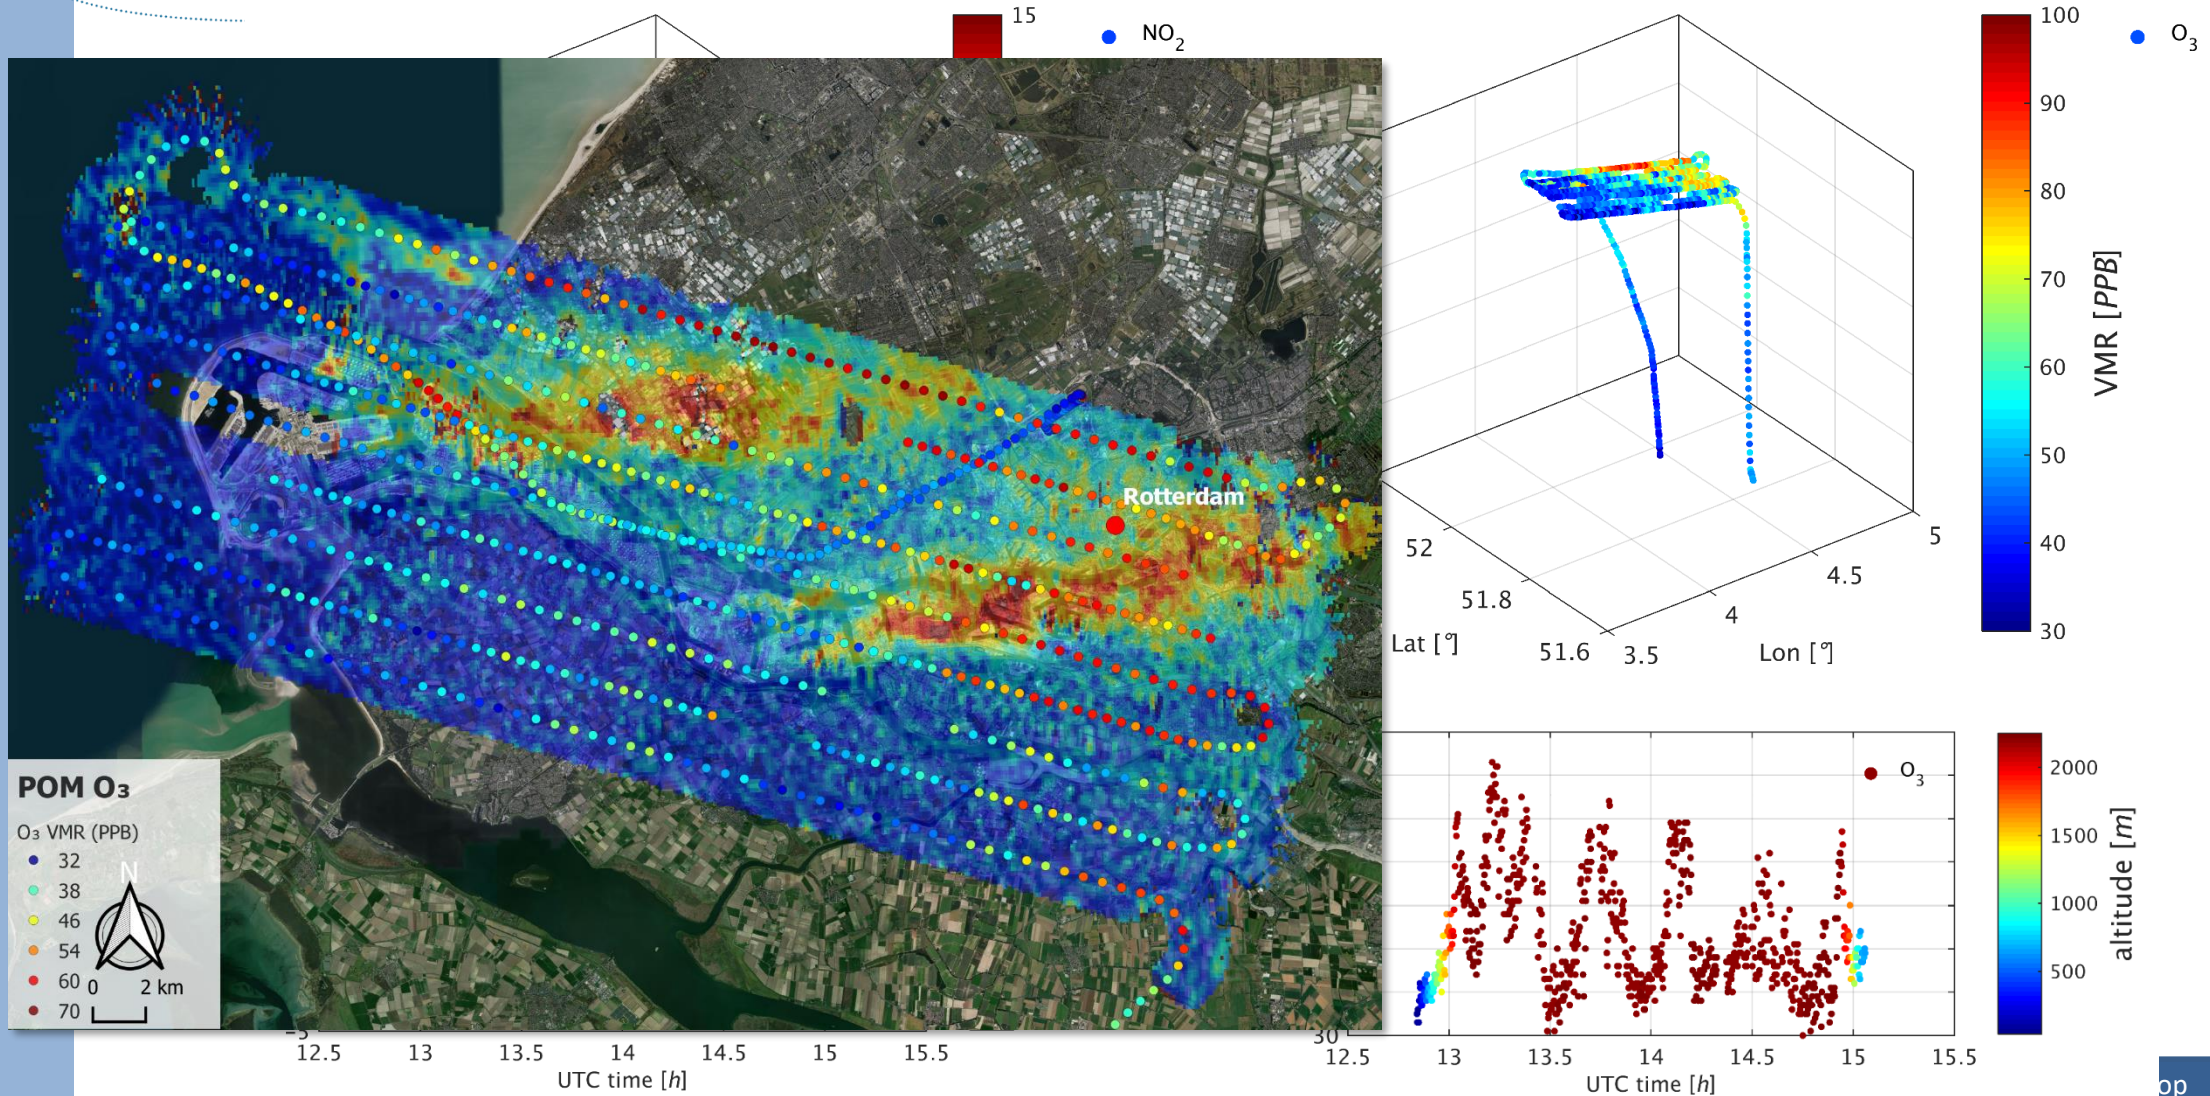 15
NO2
100
O3
90
80
70
60
50
40
30
VMR [PPB]
52
51.8
51.6
Lat [°]
3.5
4
4.5
5
Lon [°]
Rotterdam
POM O₃
O₃ VMR (PPB)
32
38
46
54
60
70
N
0 2 km
O3
2000
1500
1000
500
altitude [m]
−5
12.5 13 13.5 14 14.5 15 15.5
UTC time [h]
30
12.5 13 13.5 14 14.5 15 15.5
UTC time [h]
op